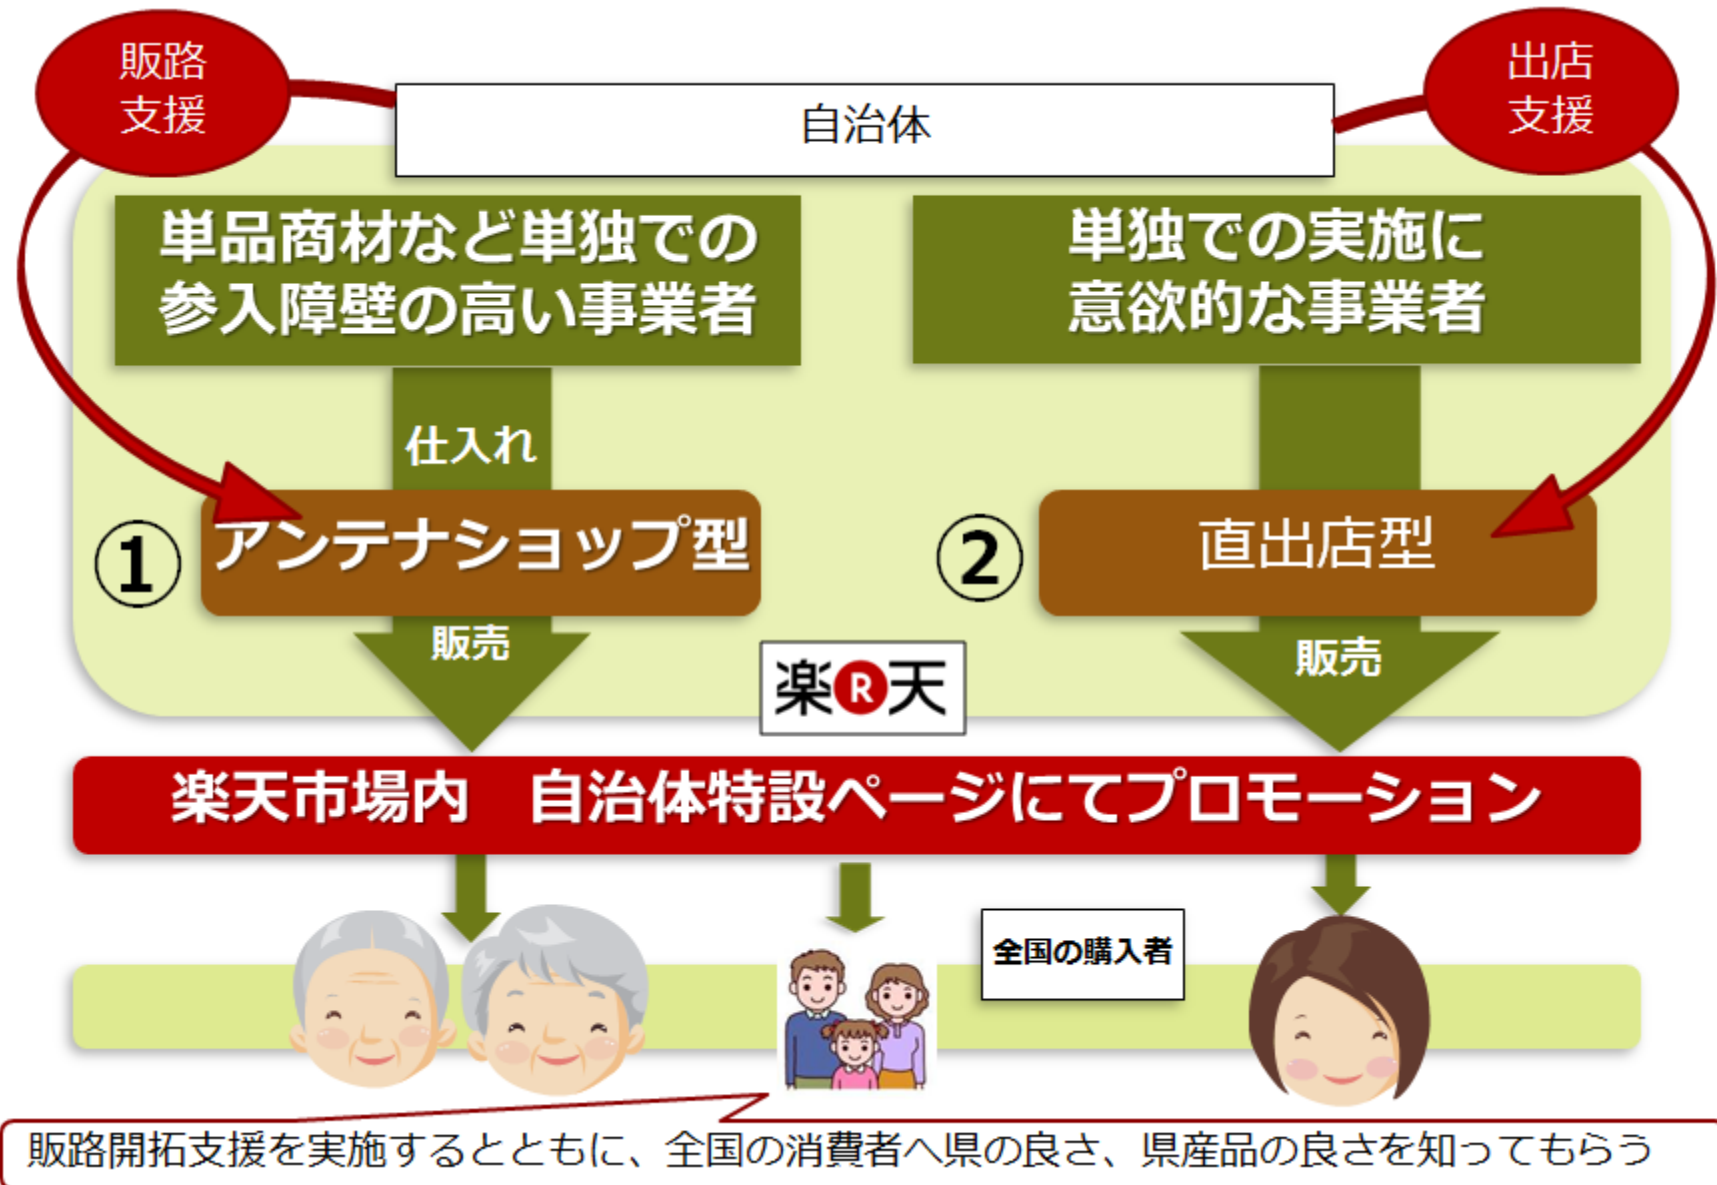 販路
支援
自治体
出店
支援
単品商材など単独での
参入障壁の高い事業者
単独での実施に
意欲的な事業者
仕入れ
① アンテナショップ型
② 直出店型
販売
販売
楽R天
楽天市場内　自治体特設ページにてプロモーション
全国の購入者
販路開拓支援を実施するとともに、全国の消費者へ県の良さ、県産品の良さを知ってもらう